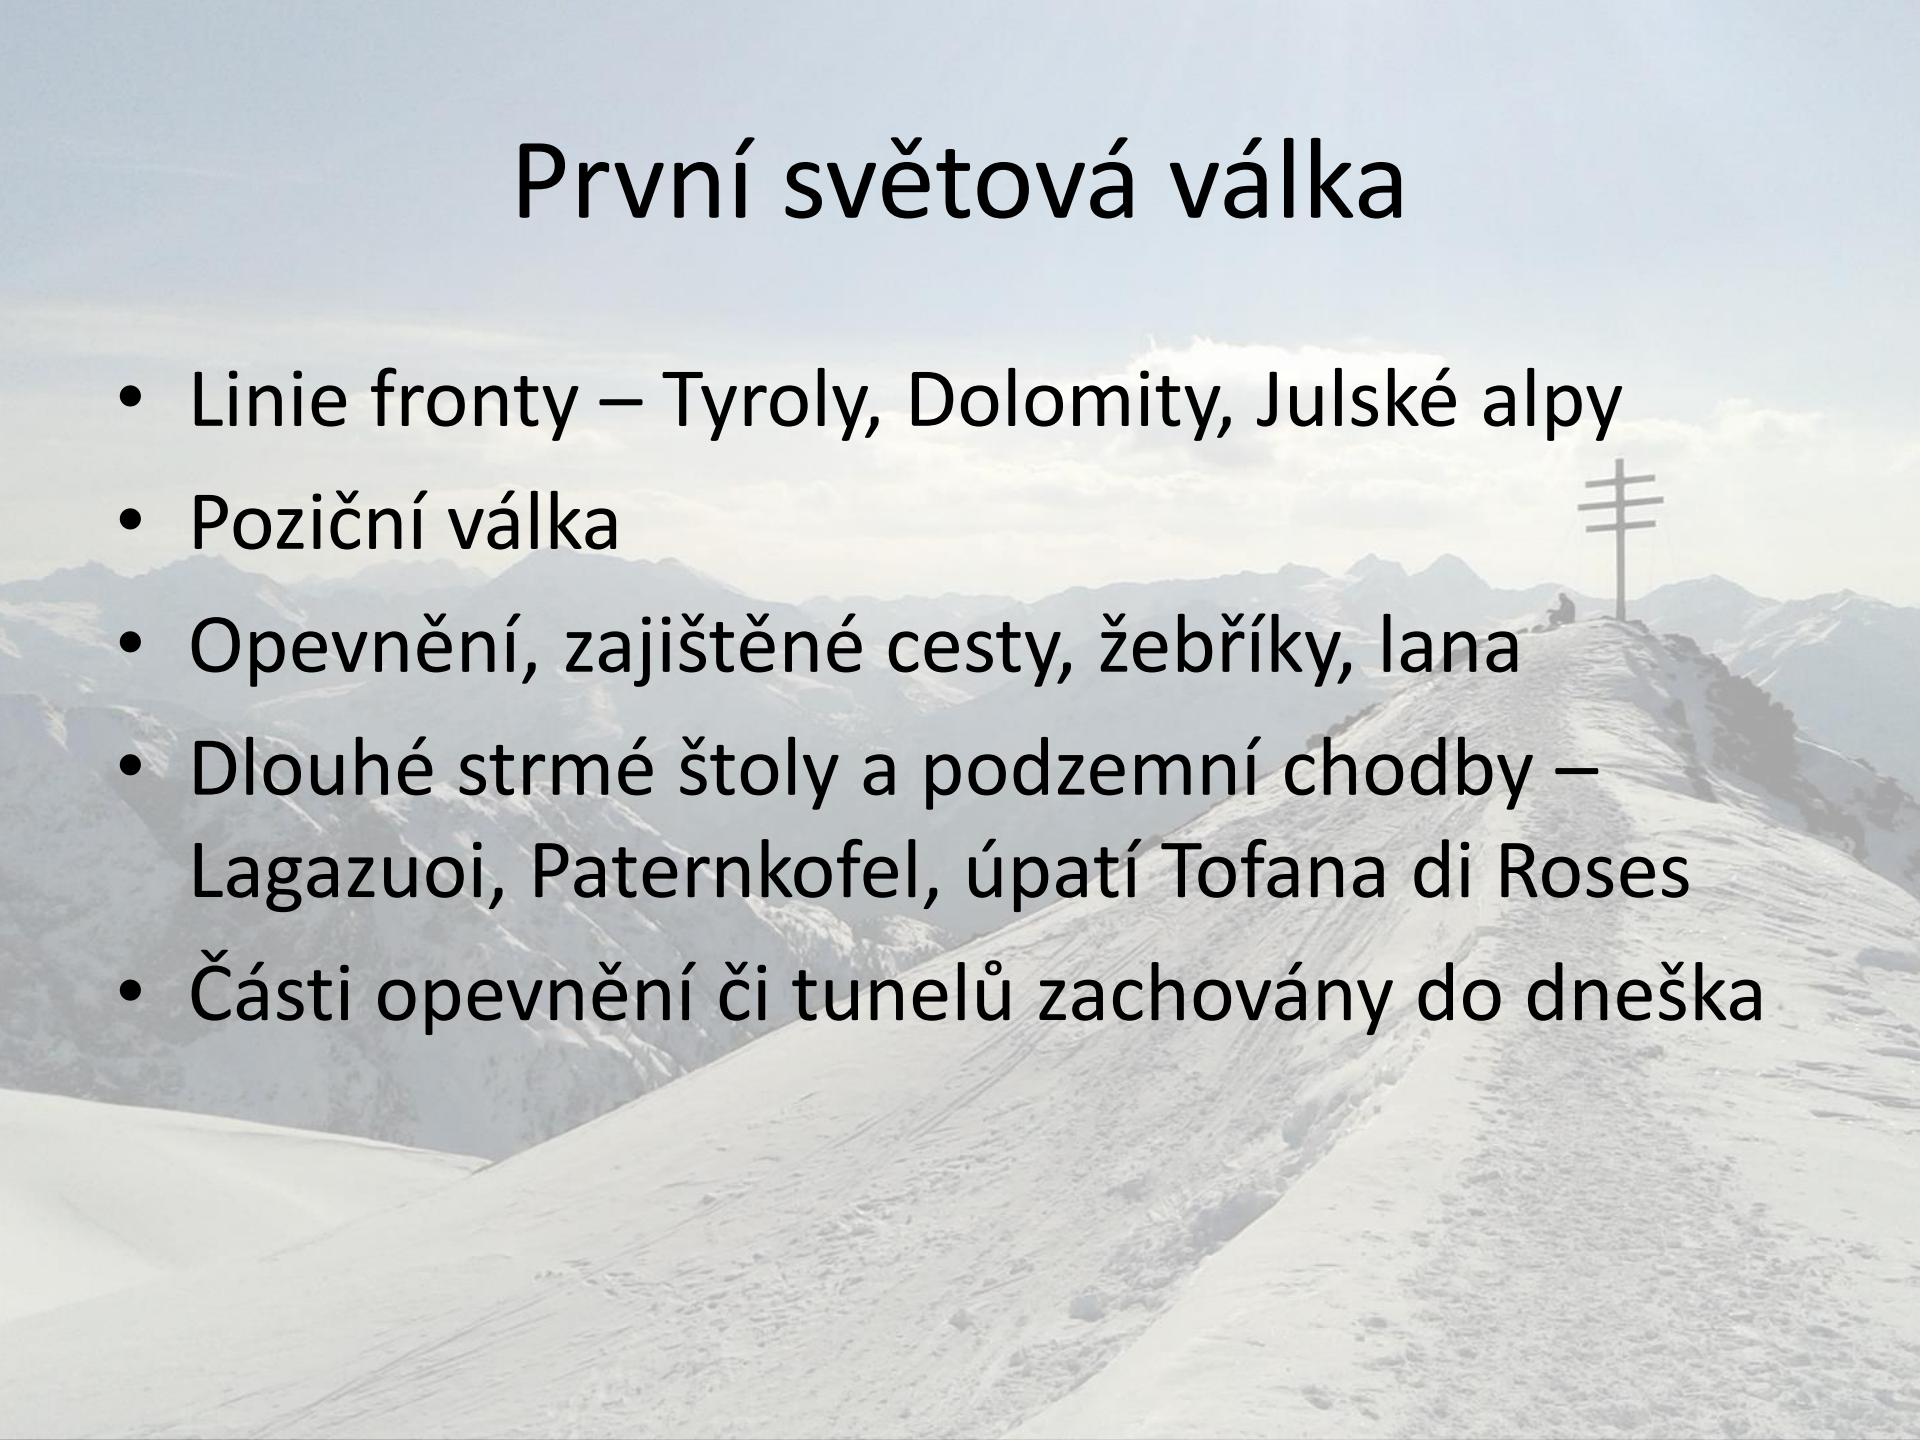 První světová válka
• Linie fronty – Tyroly, Dolomity, Julské alpy
• Poziční válka
• Opevnění, zajištěné cesty, žebříky, lana
• Dlouhé strmé štoly a podzemní chodby –
Lagazuoi, Paternkofel, úpatí Tofana di Roses
• Části opevnění či tunelů zachovány do dneška